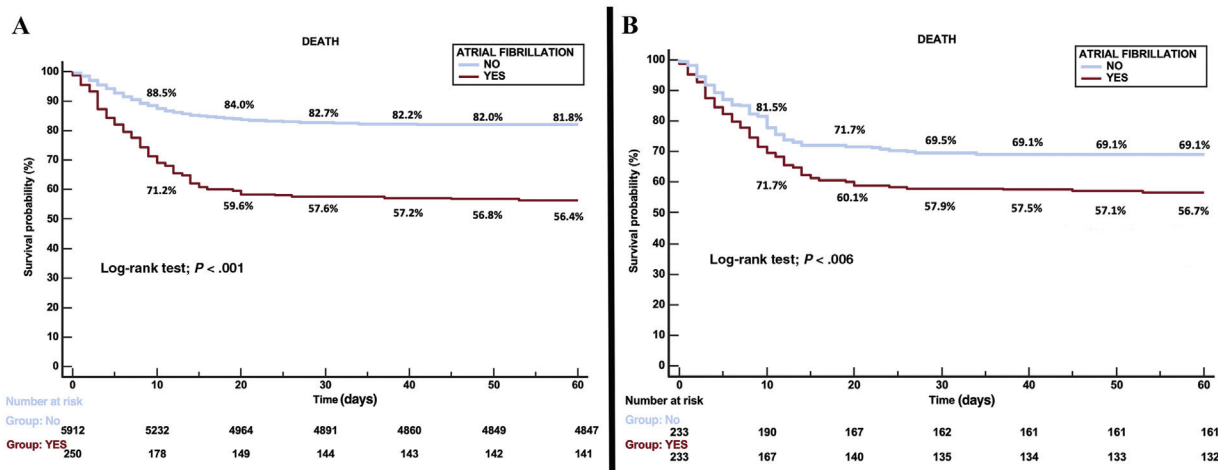 A
DEATH
ATRIAL FIBRILLATION
NO
YES
Survival probability (%)
100
90
80
70
60
50
40
30
20
10
0
88.5%
84.0%
82.7%
82.2%
82.0%
81.8%
71.2%
59.6%
57.6%
57.2%
56.8%
56.4%
Log-rank test; P < .001
0 10 20 30 40 50 60
Time (days)
Number at risk
Group: No
5912 5232 4964 4891 4860 4849 4847
Group: YES
250 178 149 144 143 142 141
B
DEATH
ATRIAL FIBRILLATION
NO
YES
Survival probability (%)
100
90
80
70
60
50
40
30
20
10
0
81.5%
71.7%
69.5%
69.1%
69.1%
69.1%
71.7%
60.1%
57.9%
57.5%
57.1%
56.7%
Log-rank test; P < .006
0 10 20 30 40 50 60
Time (days)
Number at risk
Group: No
233 190 167 162 161 161 161
Group: YES
233 167 140 135 134 133 132